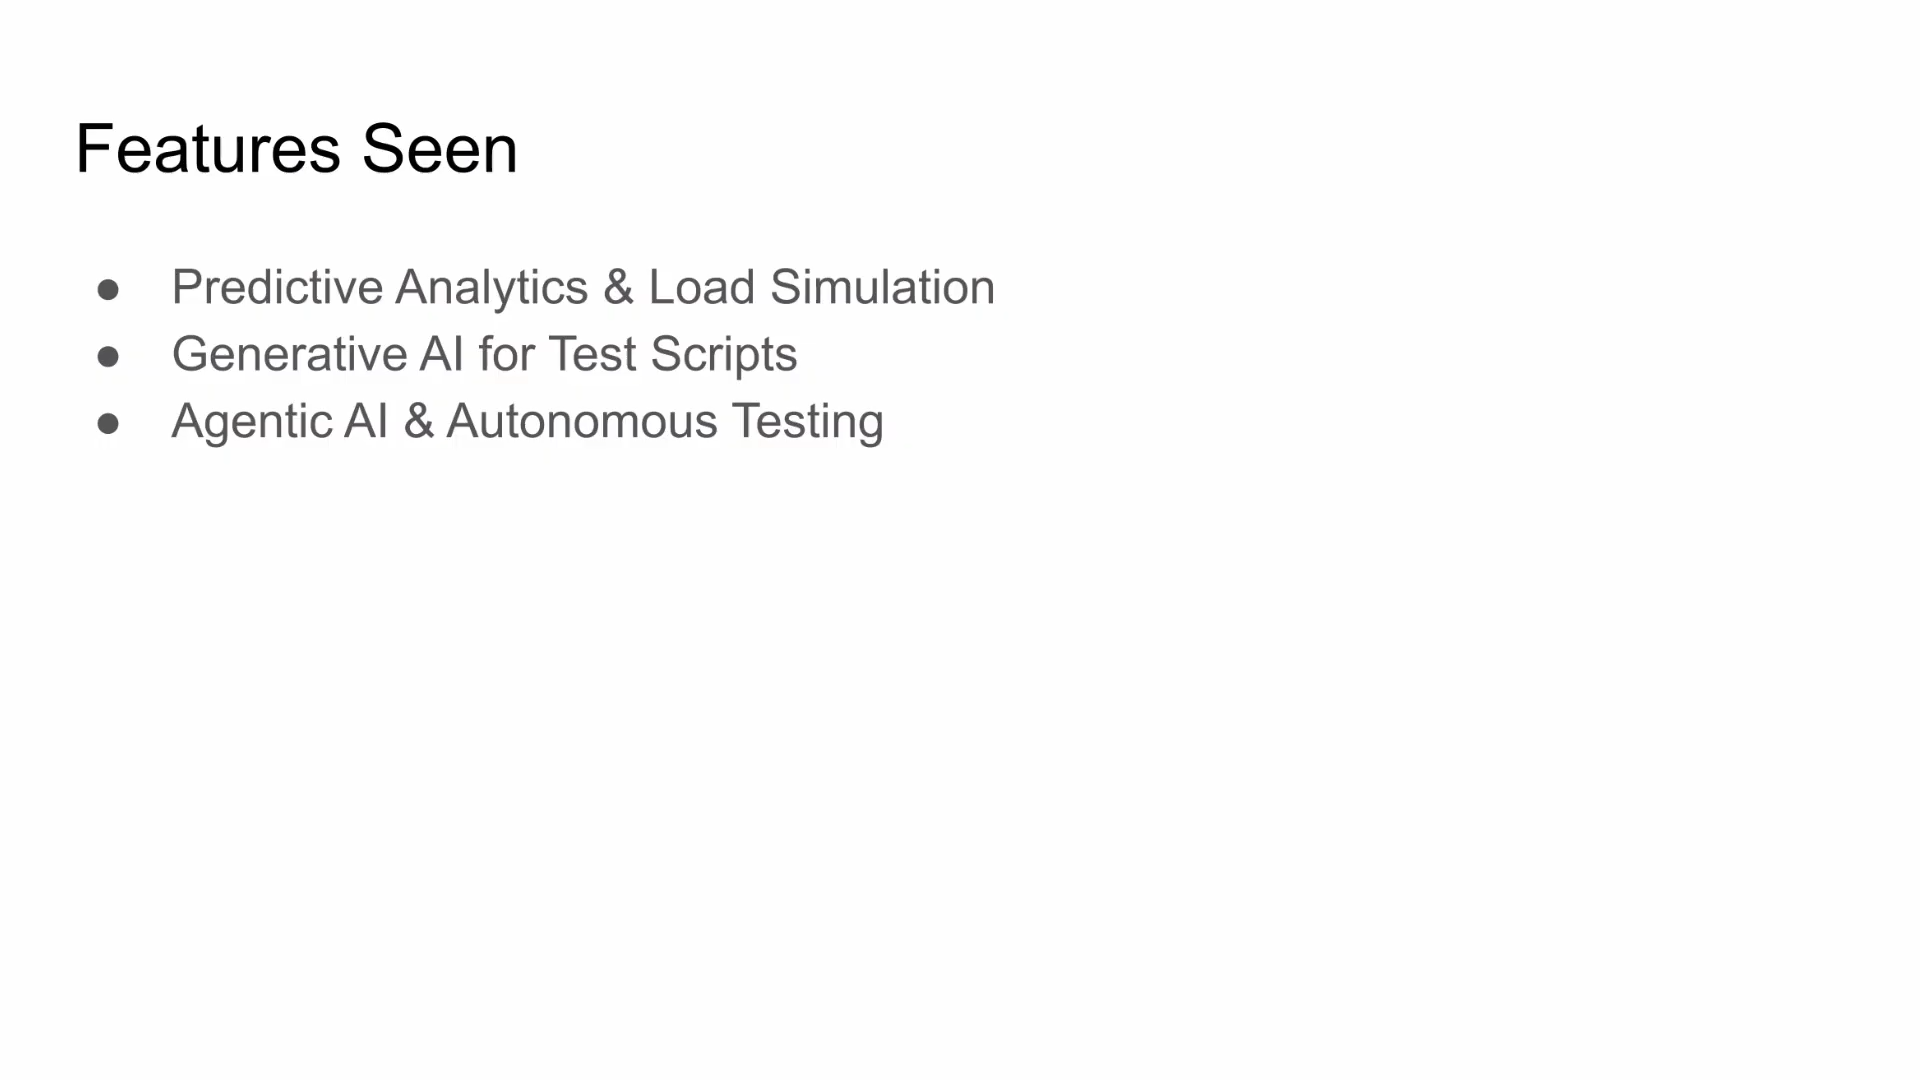 Features Seen
● Predictive Analytics & Load Simulation
● Generative AI for Test Scripts
● Agentic AI & Autonomous Testing